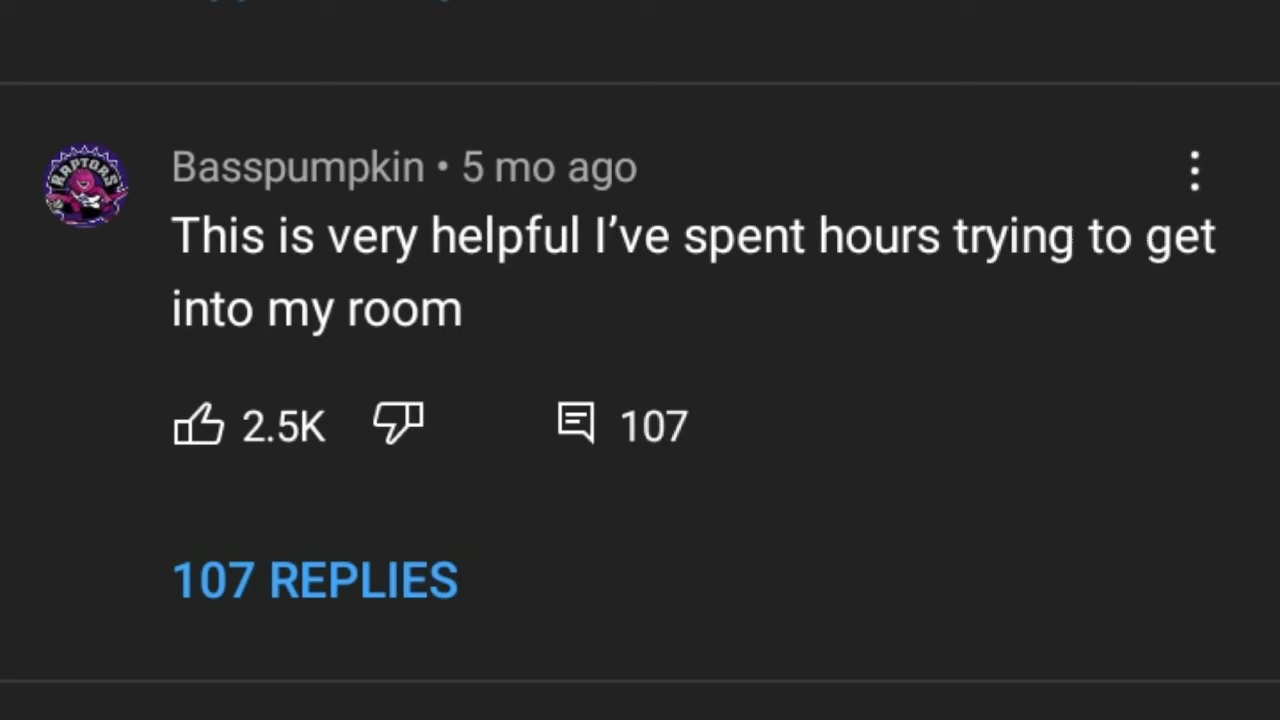 RAPTORS
Basspumpkin • 5 mo ago
This is very helpful I’ve spent hours trying to get
into my room
2.5K 107
107 REPLIES